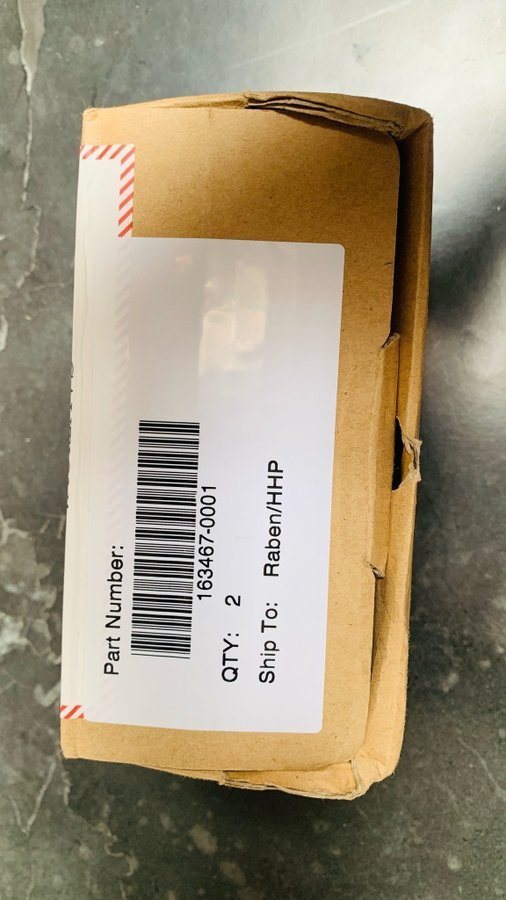 Part Number:
163467-0001
QTY: 2
Ship To: Raben/HHP